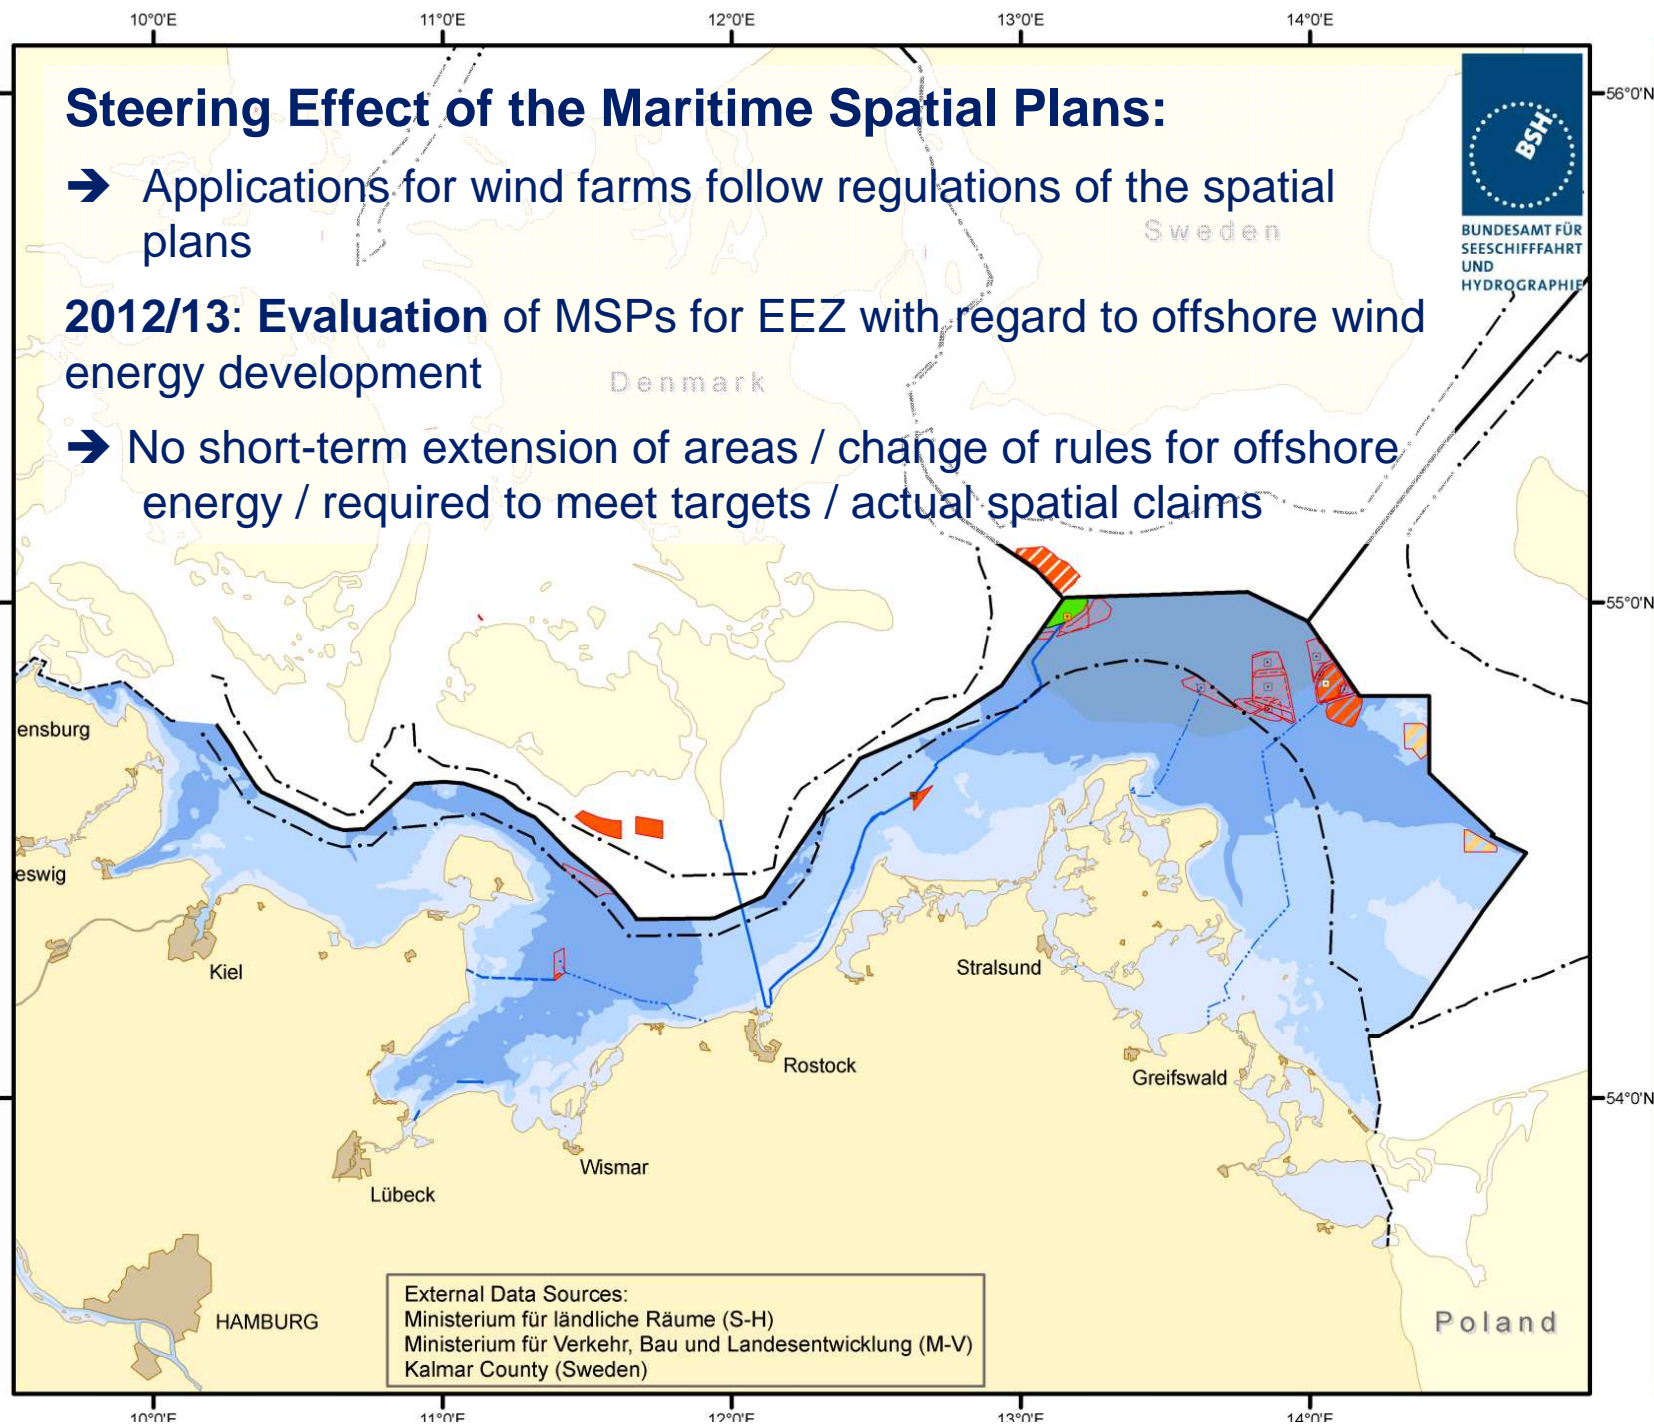 10°0'E 11°0'E 12°0'E 13°0'E 14°0'E
56°0'N
Steering Effect of the Maritime Spatial Plans:
➔ Applications for wind farms follow regulations of the spatial
plans
2012/13: Evaluation of MSPs for EEZ with regard to offshore wind
energy development
➔ No short-term extension of areas / change of rules for offshore
energy / required to meet targets / actual spatial claims
BSH
BUNDESAMT FÜR
SEESCHIFFFAHRT
UND
HYDROGRAPHIE
Sweden
Denmark
55°0'N
ensburg
eswig
Kiel
Stralsund
Rostock
Greifswald
54°0'N
Wismar
Lübeck
HAMBURG
Poland
External Data Sources:
Ministerium für ländliche Räume (S-H)
Ministerium für Verkehr, Bau und Landesentwicklung (M-V)
Kalmar County (Sweden)
10°0'E 11°0'E 12°0'E 13°0'E 14°0'E